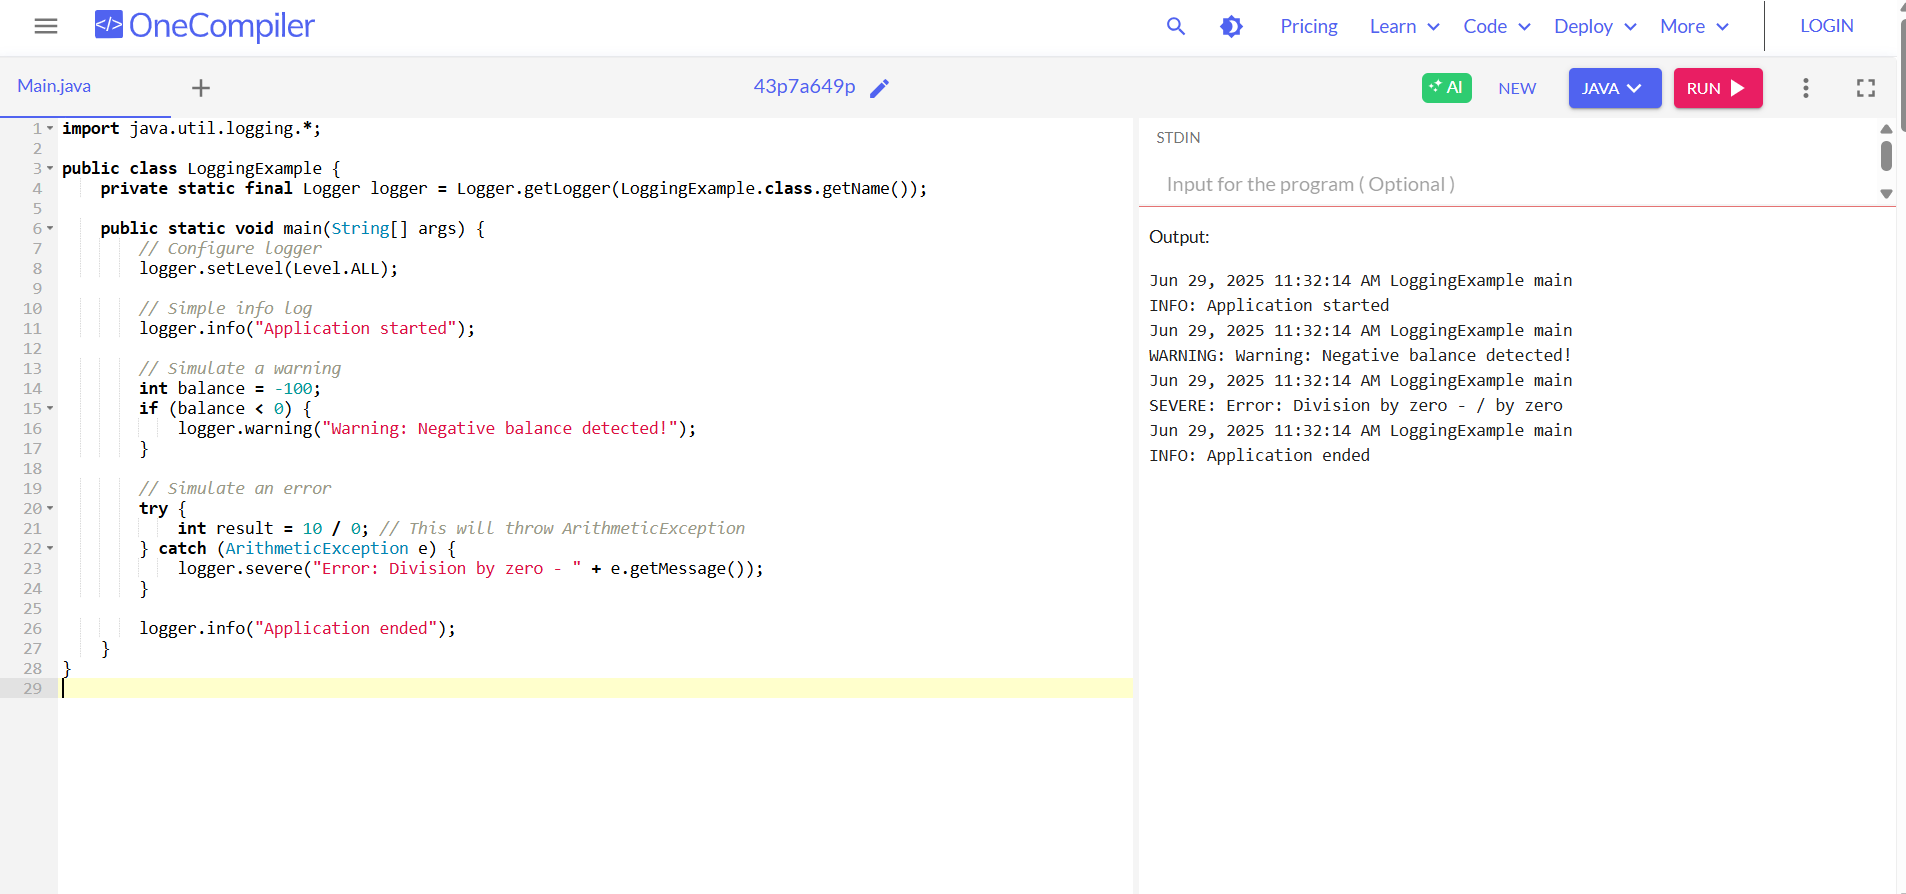 OneCompiler
Pricing Learn Code Deploy More LOGIN
Main.java + 43p7a649p AI NEW JAVA RUN
1 import java.util.logging.*;
2
3 public class LoggingExample {
4     private static final Logger logger = Logger.getLogger(LoggingExample.class.getName());
5
6     public static void main(String[] args) {
7         // Configure logger
8         logger.setLevel(Level.ALL);
9
10         // Simple info log
11         logger.info("Application started");
12
13         // Simulate a warning
14         int balance = -100;
15         if (balance < 0) {
16             logger.warning("Warning: Negative balance detected!");
17         }
18
19         // Simulate an error
20         try {
21             int result = 10 / 0; // This will throw ArithmeticException
22         } catch (ArithmeticException e) {
23             logger.severe("Error: Division by zero - " + e.getMessage());
24         }
25
26         logger.info("Application ended");
27     }
28 }
29
STDIN
Input for the program ( Optional )
Output:
Jun 29, 2025 11:32:14 AM LoggingExample main
INFO: Application started
Jun 29, 2025 11:32:14 AM LoggingExample main
WARNING: Warning: Negative balance detected!
Jun 29, 2025 11:32:14 AM LoggingExample main
SEVERE: Error: Division by zero - / by zero
Jun 29, 2025 11:32:14 AM LoggingExample main
INFO: Application ended